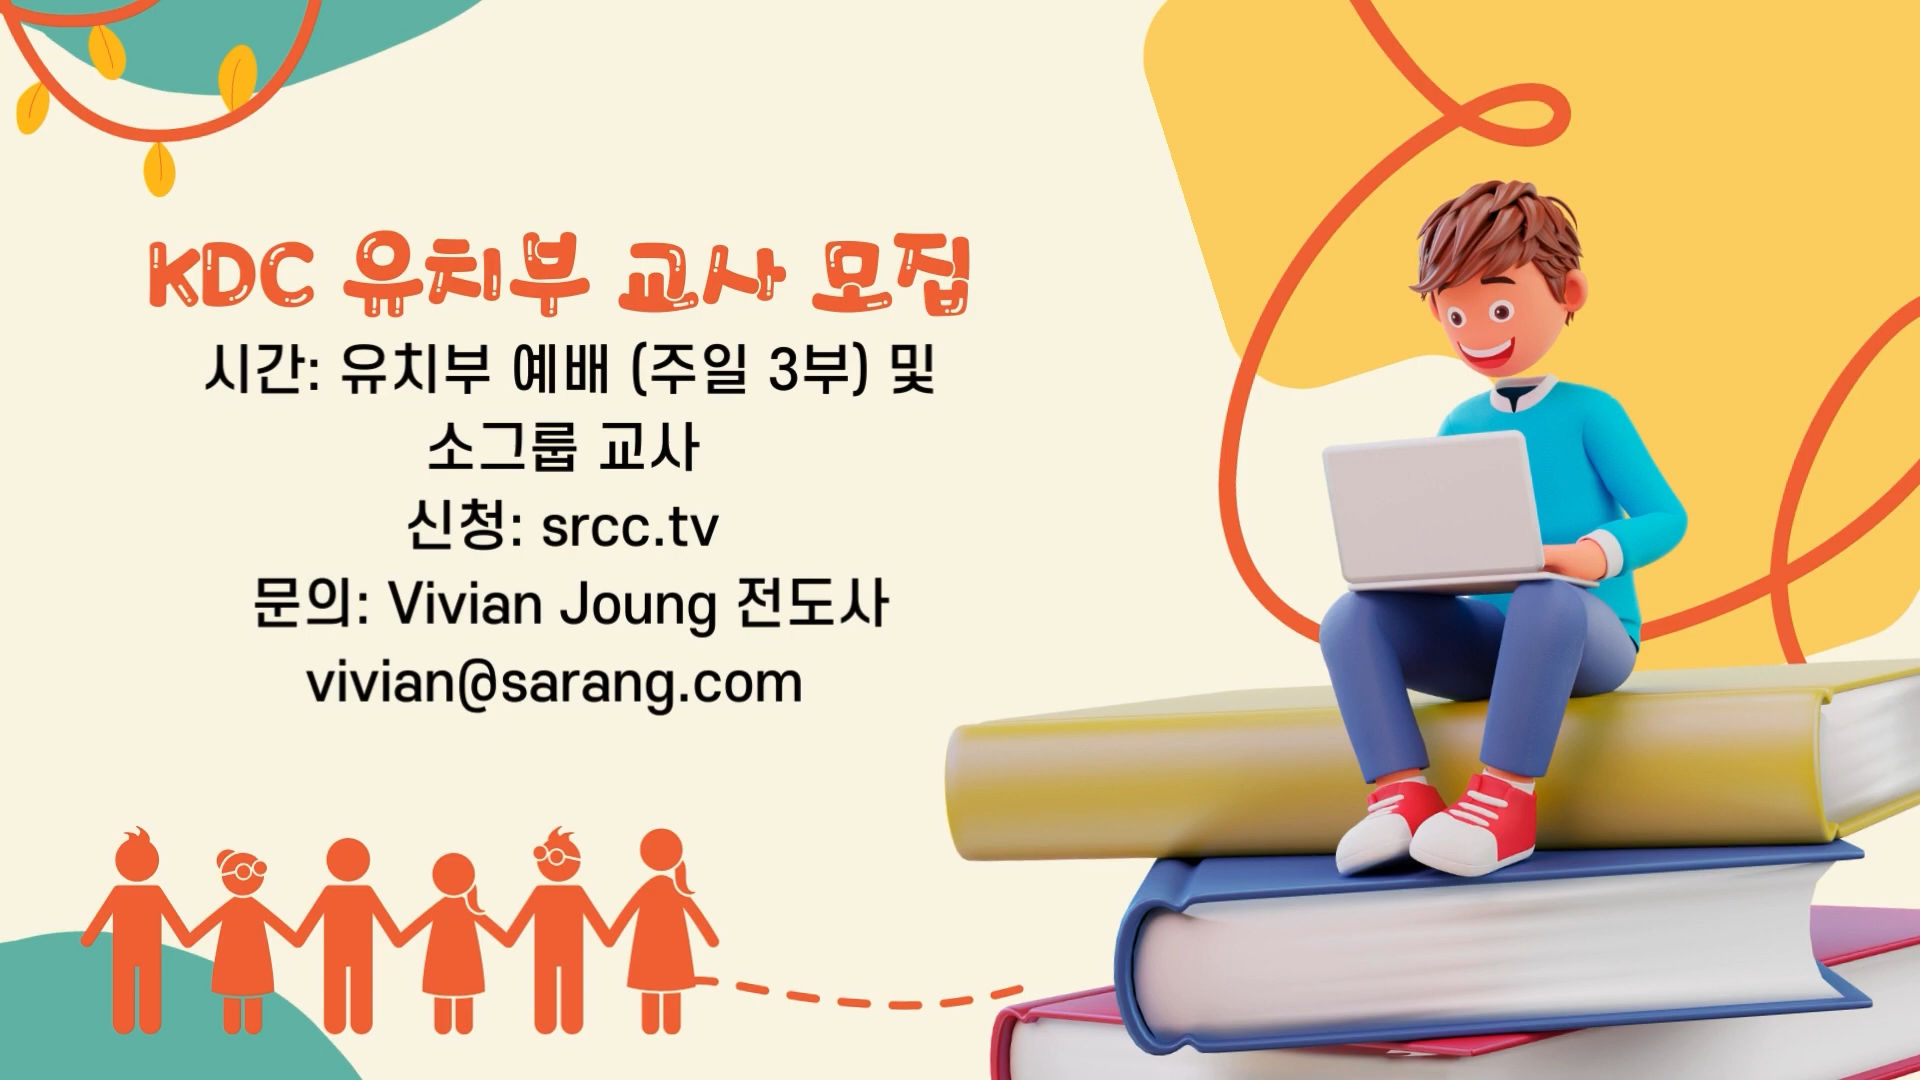 KDC 유치부 교사 모집
시간: 유치부 예배 (주일 3부) 및
소그룹 교사
신청: srcc.tv
문의: Vivian Joung 전도사
vivian@sarang.com